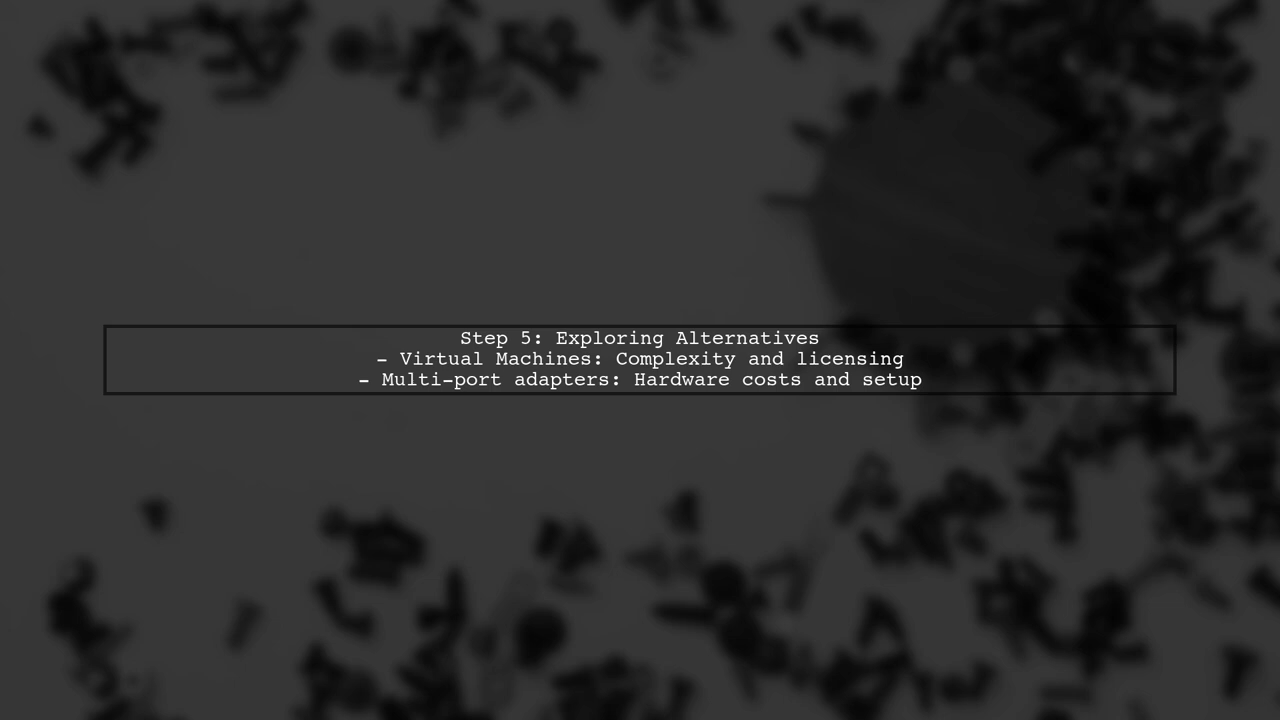 Step 5: Exploring Alternatives
- Virtual Machines: Complexity and licensing
- Multi-port adapters: Hardware costs and setup